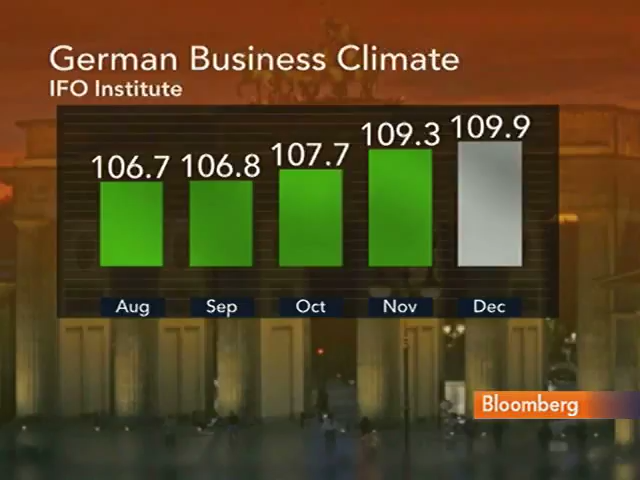 German Business Climate
IFO Institute
106.7 106.8 107.7 109.3 109.9
Aug Sep Oct Nov Dec
Bloomberg